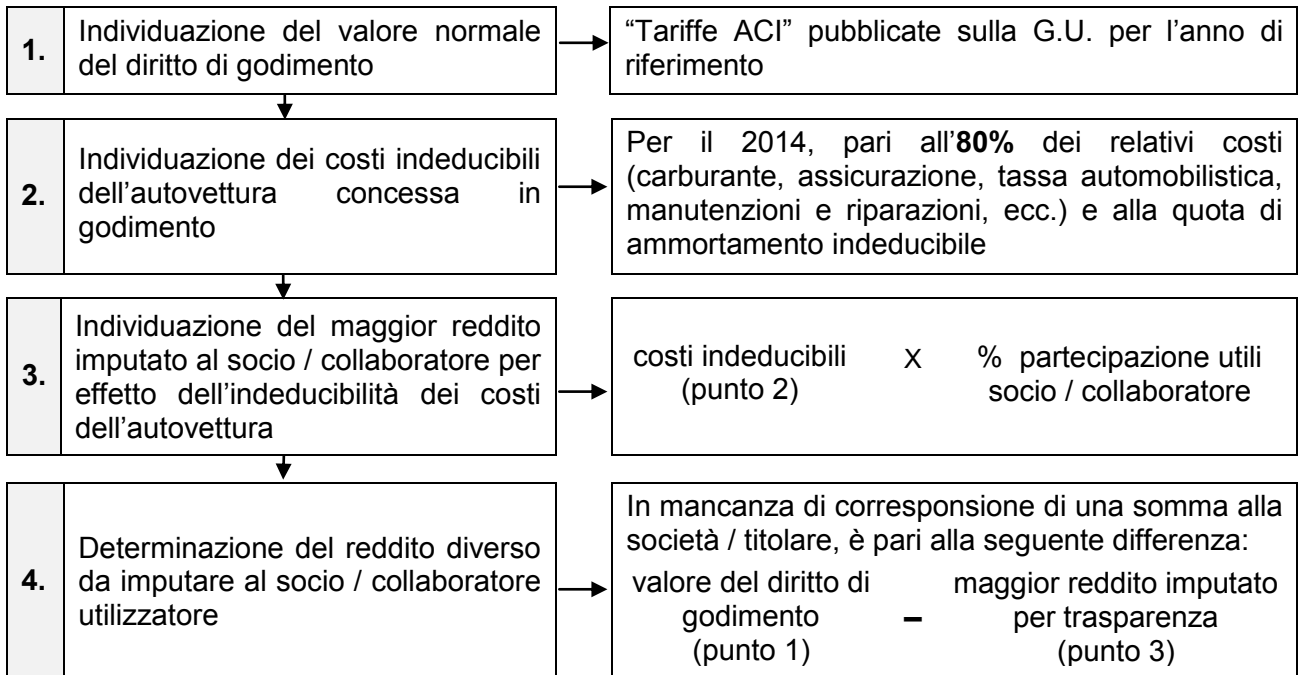 1.
Individuazione del valore normale
del diritto di godimento
“Tariffe ACI” pubblicate sulla G.U. per l’anno di
riferimento
2.
Individuazione dei costi indeducibili
dell’autovettura concessa in
godimento
Per il 2014, pari all’80% dei relativi costi
(carburante, assicurazione, tassa automobilistica,
manutenzioni e riparazioni, ecc.) e alla quota di
ammortamento indeducibile
3.
Individuazione del maggior reddito
imputato al socio / collaboratore per
effetto dell’indeducibilità dei costi
dell’autovettura
costi indeducibili X % partecipazione utili
(punto 2) socio / collaboratore
4.
Determinazione del reddito diverso
da imputare al socio / collaboratore
utilizzatore
In mancanza di corresponsione di una somma alla
società / titolare, è pari alla seguente differenza:
valore del diritto di maggior reddito imputato
godimento – per trasparenza
(punto 1) (punto 3)